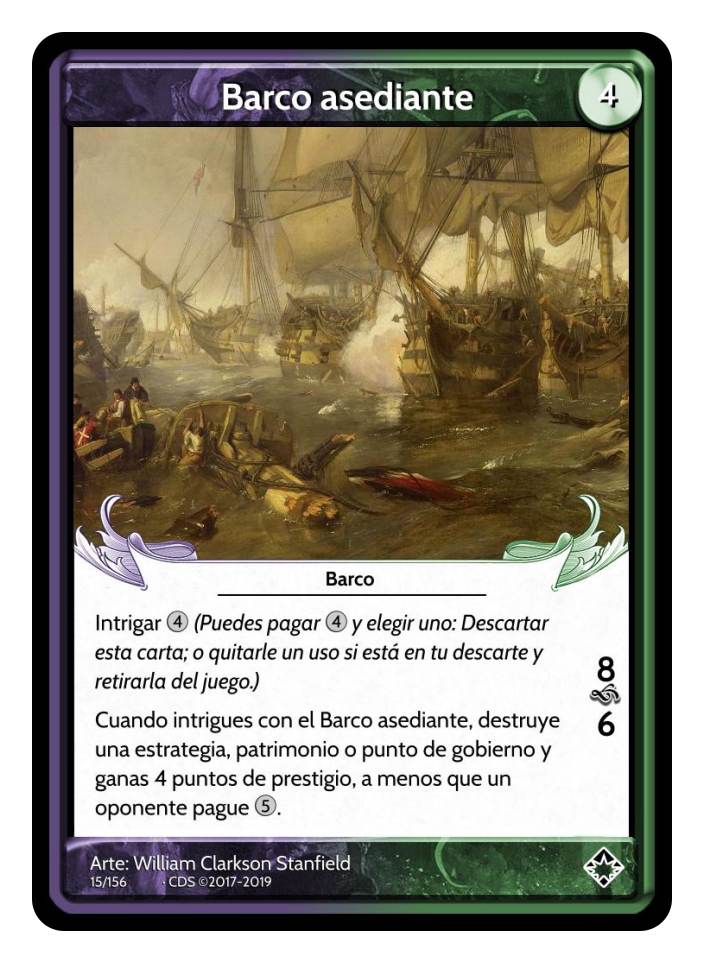 Barco asediante
4
Barco
Intrigar 4 (Puedes pagar 4 y elegir uno: Descartar
esta carta; o quitarle un uso si está en tu descarte y
retirarla del juego.)
Cuando intrigues con el Barco asediante, destruye
una estrategia, patrimonio o punto de gobierno y
ganas 4 puntos de prestigio, a menos que un
oponente pague 5.
8
6
Arte: William Clarkson Stanfield
15/156 · CDS ©2017-2019